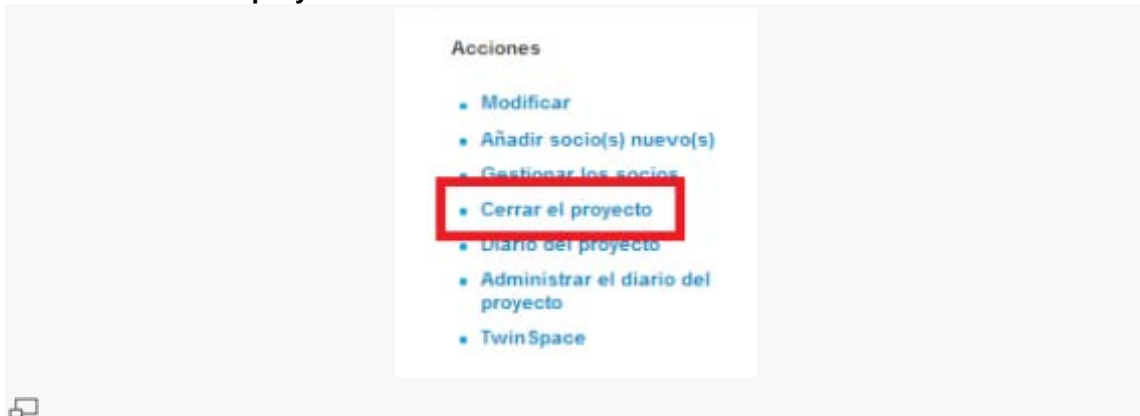 Acciones
Modificar
Añadir socio(s) nuevo(s)
Gestionar los socios
Cerrar el proyecto
Diario del proyecto
Administrar el diario del
proyecto
TwinSpace